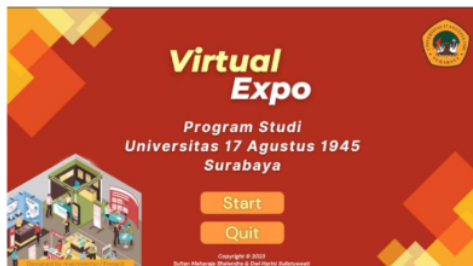 Virtual
Expo
Program Studi
Universitas 17 Agustus 1945
Surabaya
Start
Quit
Copyright © 2023